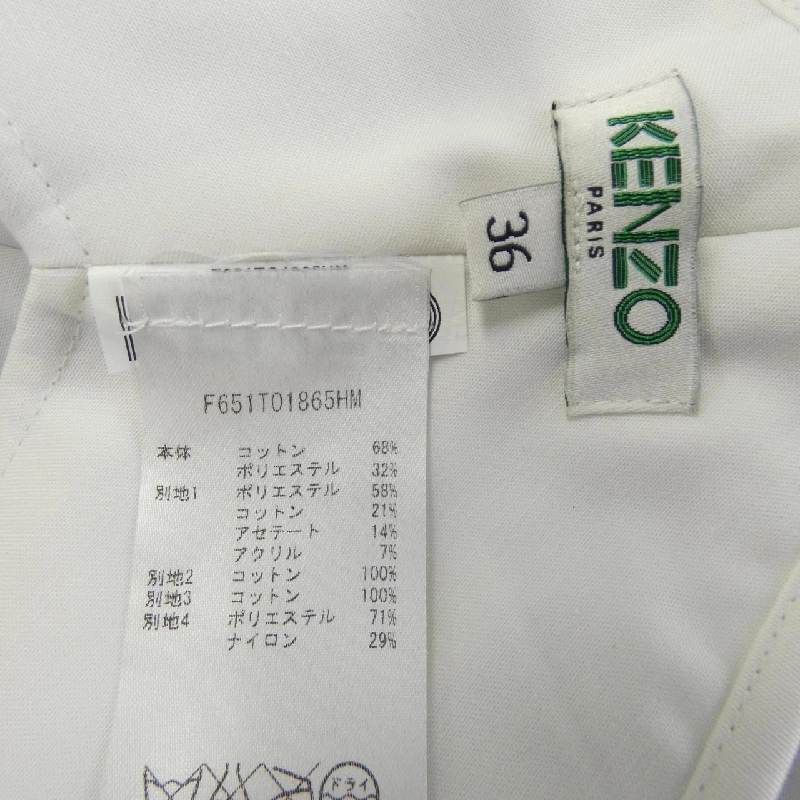 KENZO
PARIS
36
F651T01865HM
本体 コットン 68%
ポリエステル 32%
別地1 ポリエステル 58%
コットン 21%
アセテート 14%
アクリル 7%
別地2 コットン 100%
別地3 コットン 100%
別地4 ポリエステル 71%
ナイロン 29%
ドライ